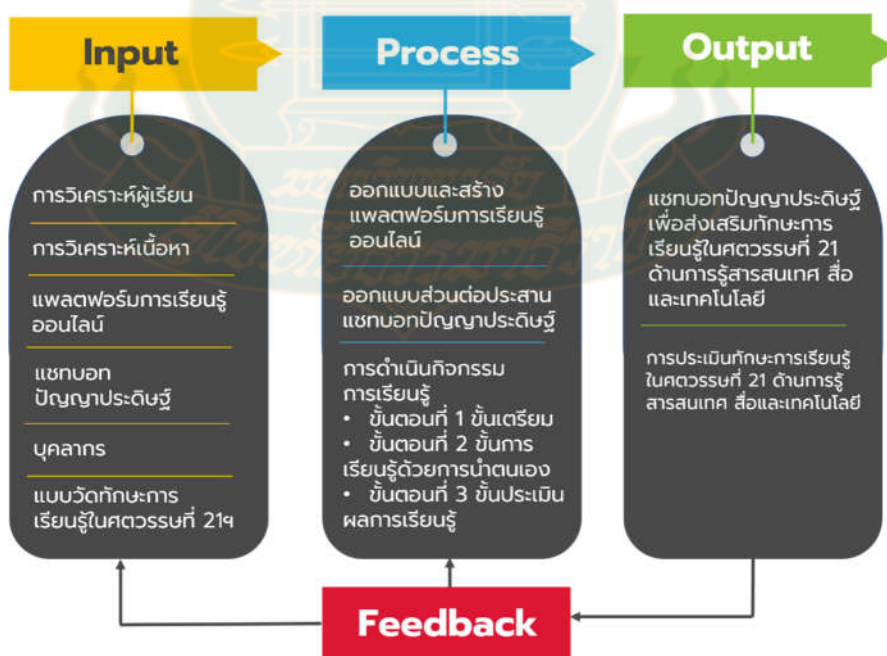 Input
การวิเคราะห์ผู้เรียน
การวิเคราะห์เนื้อหา
แพลตฟอร์มการเรียนรู้
ออนไลน์
แชทบอท
ปัญญาประดิษฐ์
บุคลากร
แบบวัดทักษะการ
เรียนรู้ในศตวรรษที่ 21ฯ
Process
ออกแบบและสร้าง
แพลตฟอร์มการเรียนรู้
ออนไลน์
ออกแบบส่วนต่อประสาน
แชทบอทปัญญาประดิษฐ์
การดำเนินกิจกรรม
การเรียนรู้
• ขั้นตอนที่ 1 ขั้นเตรียม
• ขั้นตอนที่ 2 ขั้นการ
เรียนรู้ด้วยการนำตนเอง
• ขั้นตอนที่ 3 ขั้นประเมิน
ผลการเรียนรู้
Output
แชทบอทปัญญาประดิษฐ์
เพื่อส่งเสริมทักษะการ
เรียนรู้ในศตวรรษที่ 21
ด้านการรู้สารสนเทศ สื่อ
และเทคโนโลยี
การประเมินทักษะการเรียนรู้
ในศตวรรษที่ 21 ด้านการรู้
สารสนเทศ สื่อและเทคโนโลยี
Feedback